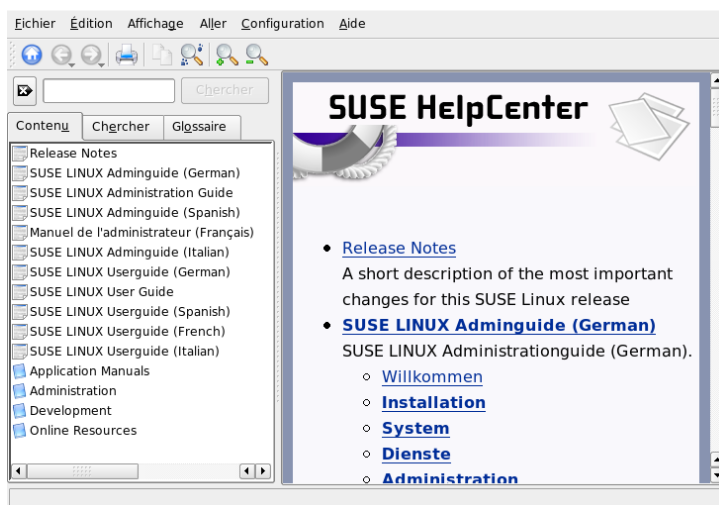 Fichier Édition Affichage Aller Configuration Aide
Chercher
Contenu Chercher Glossaire
Release Notes
SUSE LINUX Adminguide (German)
SUSE LINUX Administration Guide
SUSE LINUX Adminguide (Spanish)
Manuel de l'administrateur (Français)
SUSE LINUX Adminguide (Italian)
SUSE LINUX Userguide (German)
SUSE LINUX User Guide
SUSE LINUX Userguide (Spanish)
SUSE LINUX Userguide (French)
SUSE LINUX Userguide (Italian)
Application Manuals
Administration
Development
Online Resources
SUSE HelpCenter
Release Notes
A short description of the most important
changes for this SUSE Linux release
SUSE LINUX Adminguide (German)
SUSE LINUX Administrationguide (German).
Willkommen
Installation
System
Dienste
Administration